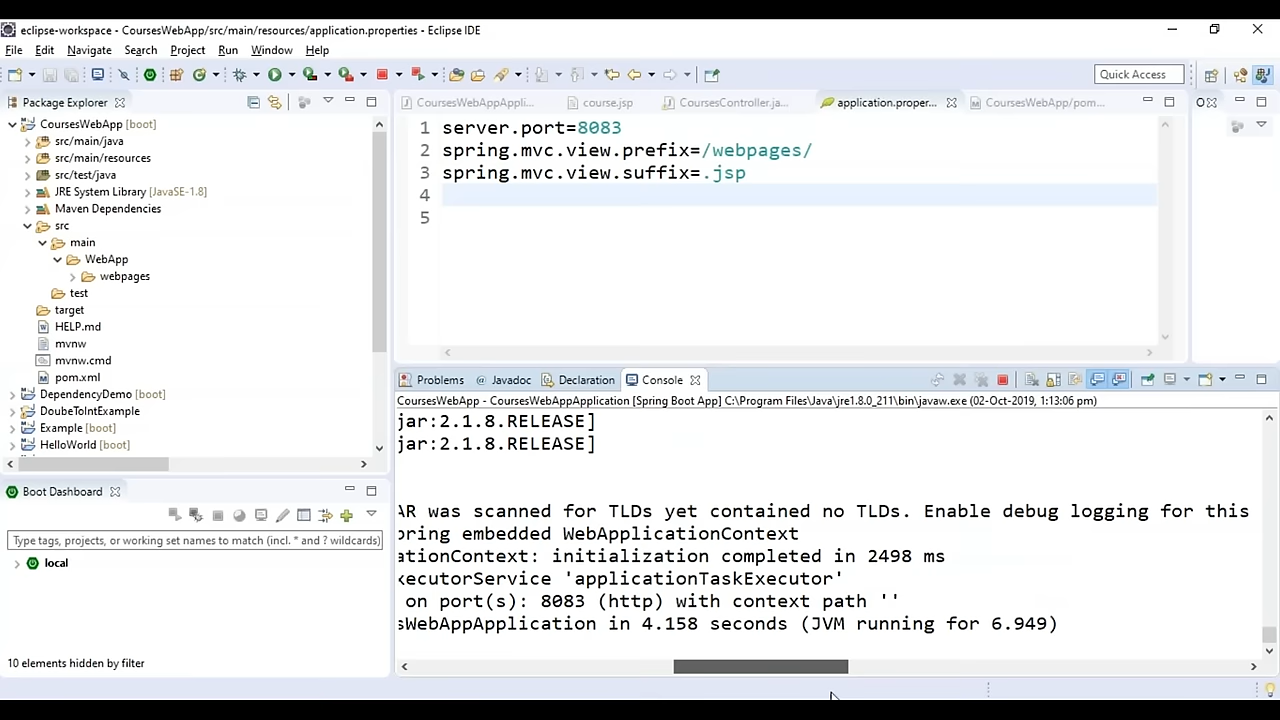 eclipse-workspace - CoursesWebApp/src/main/resources/application.properties - Eclipse IDE
File Edit Navigate Search Project Run Window Help
Quick Access
Package Explorer
CoursesWebAppAppli... course.jsp CoursesController.ja... application.proper... CoursesWebApp/pom...
CoursesWebApp [boot]
src/main/java
src/main/resources
src/test/java
JRE System Library [JavaSE-1.8]
Maven Dependencies
src
main
WebApp
webpages
test
target
HELP.md
mvnw
mvnw.cmd
pom.xml
DependencyDemo [boot]
DoubeToIntExample
Example [boot]
HelloWorld [boot]
1 server.port=8083
2 spring.mvc.view.prefix=/webpages/
3 spring.mvc.view.suffix=.jsp
4
5
Problems @ Javadoc Declaration Console
CoursesWebApp - CoursesWebAppApplication [Spring Boot App] C:\Program Files\Java\jre1.8.0_211\bin\javaw.exe (02-Oct-2019, 1:13:06 pm)
jar:2.1.8.RELEASE]
jar:2.1.8.RELEASE]
AR was scanned for TLDs yet contained no TLDs. Enable debug logging for this
pring embedded WebApplicationContext
ationContext: initialization completed in 2498 ms
xecutorService 'applicationTaskExecutor'
on port(s): 8083 (http) with context path ''
sWebAppApplication in 4.158 seconds (JVM running for 6.949)
Boot Dashboard
Type tags, projects, or working set names to match (incl. * and ? wildcards)
local
10 elements hidden by filter